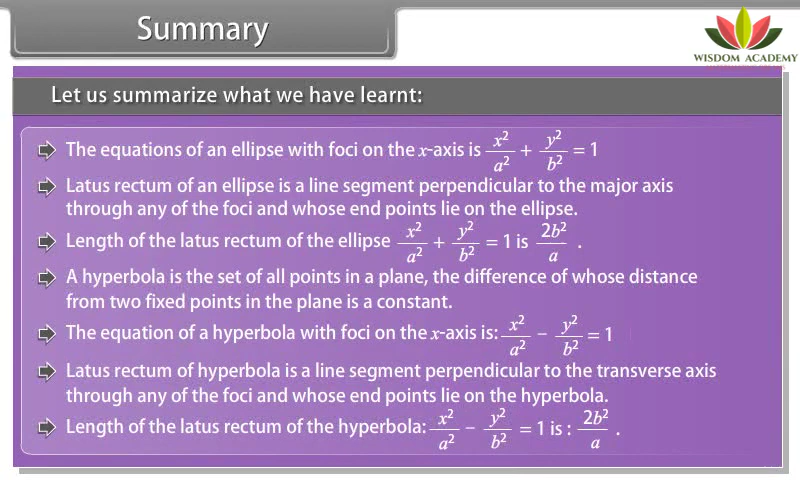 Summary
WISDOM ACADEMY
Let us summarize what we have learnt:
The equations of an ellipse with foci on the x-axis is x²/a² + y²/b² = 1
Latus rectum of an ellipse is a line segment perpendicular to the major axis
through any of the foci and whose end points lie on the ellipse.
Length of the latus rectum of the ellipse x²/a² + y²/b² = 1 is 2b²/a .
A hyperbola is the set of all points in a plane, the difference of whose distance
from two fixed points in the plane is a constant.
The equation of a hyperbola with foci on the x-axis is: x²/a² − y²/b² = 1
Latus rectum of hyperbola is a line segment perpendicular to the transverse axis
through any of the foci and whose end points lie on the hyperbola.
Length of the latus rectum of the hyperbola: x²/a² − y²/b² = 1 is : 2b²/a .